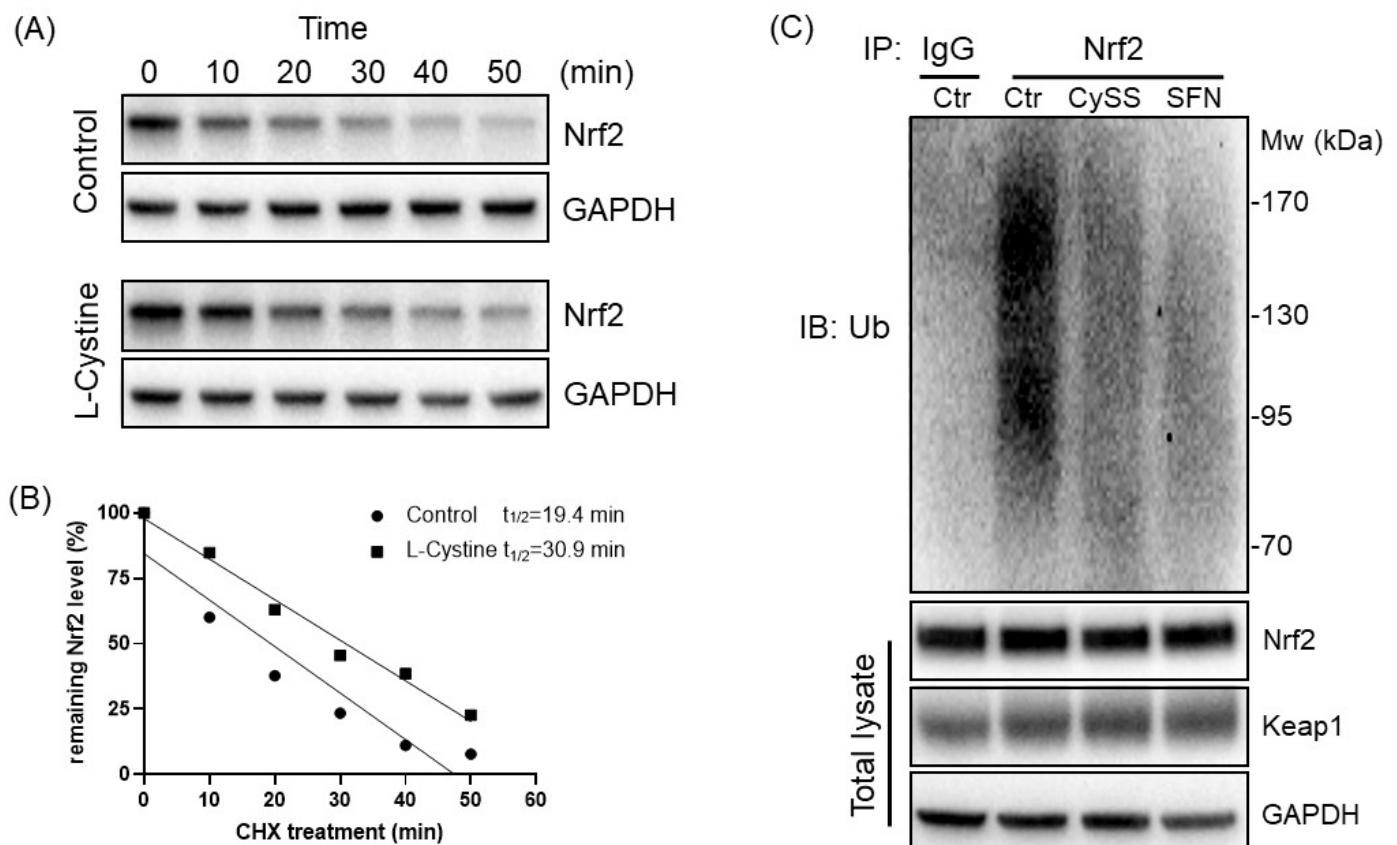 (A)
Time
0 10 20 30 40 50 (min)
Control
Nrf2
GAPDH
L-Cystine
Nrf2
GAPDH
(B)
remaining Nrf2 level (%)
100
75
50
25
0
0 10 20 30 40 50 60
CHX treatment (min)
Control t1/2=19.4 min
L-Cystine t1/2=30.9 min
(C)
IP: IgG Nrf2
Ctr Ctr CySS SFN
Mw (kDa)
-170
-130
-95
-70
IB: Ub
Total lysate
Nrf2
Keap1
GAPDH